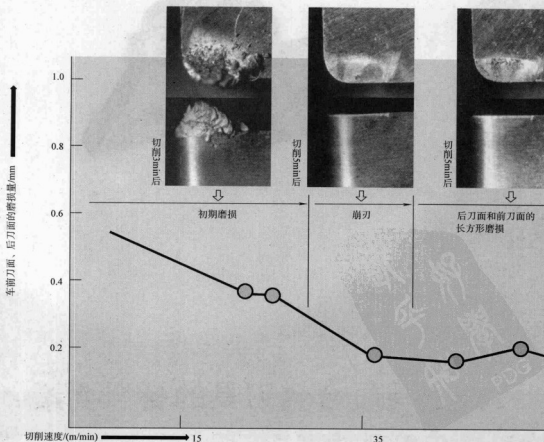 切削3min后
切削5min后
切削5min后
初期磨损
崩刃
后刀面和前刀面的
长方形磨损
车前刀面、后刀面的磨损量/mm
1.0
0.8
0.6
0.4
0.2
切削速度/(m/min)
15
35
PDG